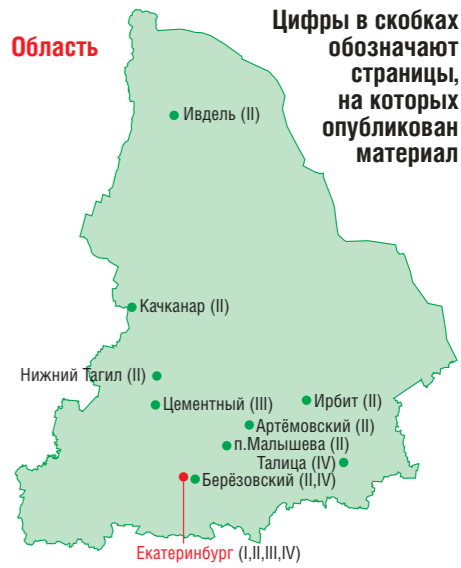 Цифры в скобках
обозначают
страницы,
на которых
опубликован
материал
Область
Ивдель (II)
Качканар (II)
Нижний Тагил (II)
Цементный (III)
Ирбит (II)
Артёмовский (II)
п.Малышева (II)
Талица (IV)
Берёзовский (II,IV)
Екатеринбург (I,II,III,IV)